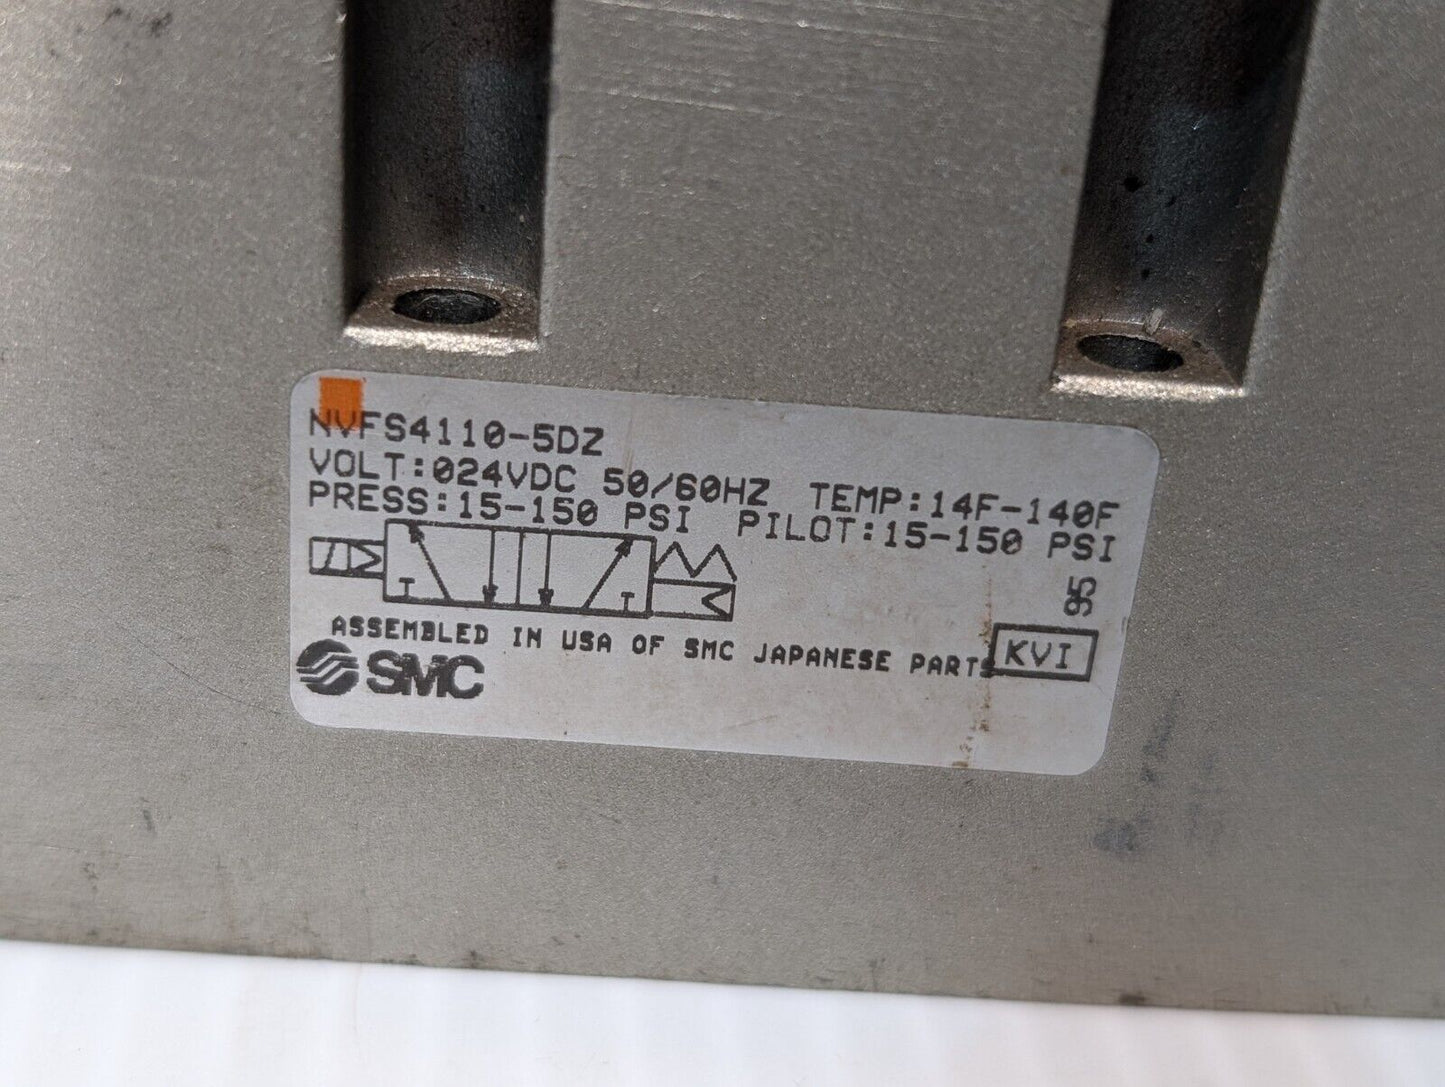 NVFS4110-5DZ
VOLT:024VDC 50/60HZ TEMP:14F-140F
PRESS:15-150 PSI PILOT:15-150 PSI
95
ASSEMBLED IN USA OF SMC JAPANESE PARTS
KVI
SMC